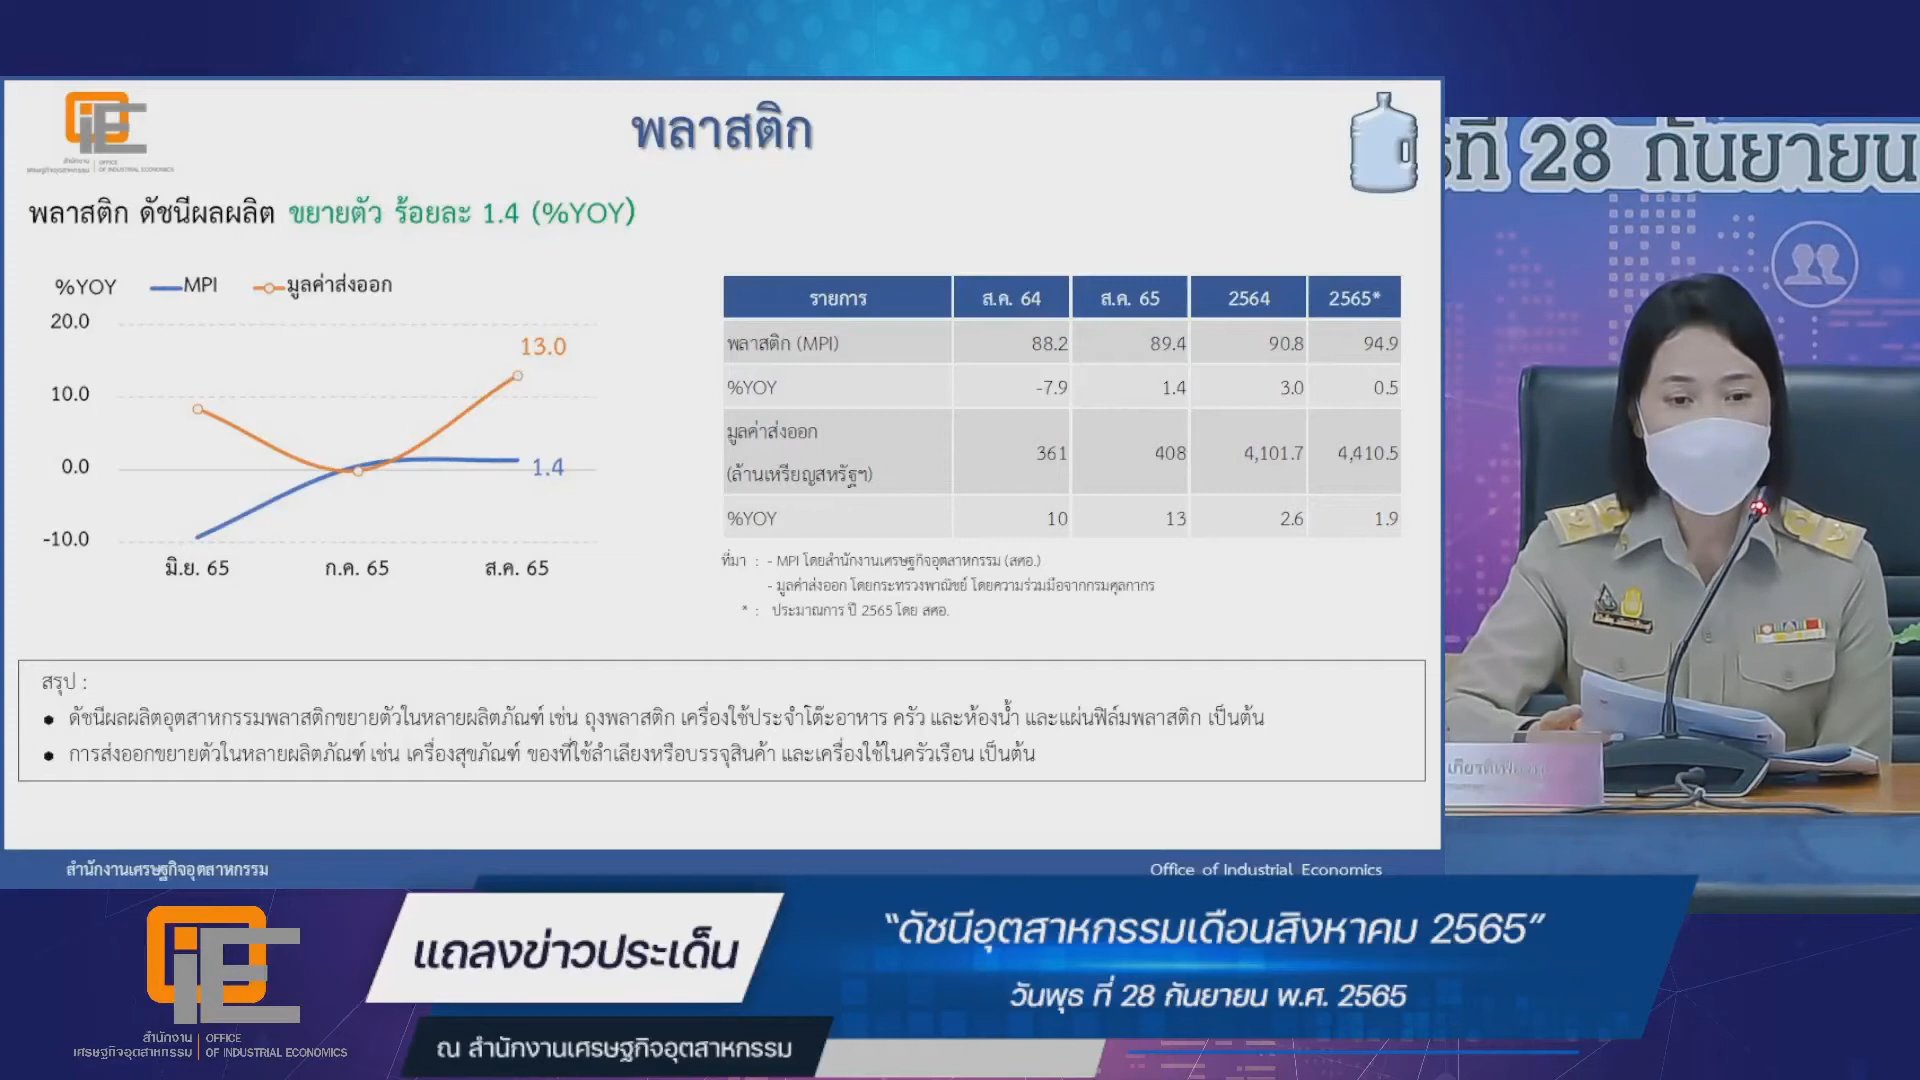 สำนักงาน
เศรษฐกิจอุตสาหกรรม
OFFICE
OF INDUSTRIAL ECONOMICS
พลาสติก
ที่ 28 กันยายน
พลาสติก ดัชนีผลผลิต ขยายตัว ร้อยละ 1.4 (%YOY)
%YOY MPI มูลค่าส่งออก
20.0
10.0
0.0
-10.0
13.0
1.4
มิ.ย. 65 ก.ค. 65 ส.ค. 65
รายการ ส.ค. 64 ส.ค. 65 2564 2565*
พลาสติก (MPI) 88.2 89.4 90.8 94.9
%YOY -7.9 1.4 3.0 0.5
มูลค่าส่งออก
(ล้านเหรียญสหรัฐฯ) 361 408 4,101.7 4,410.5
%YOY 10 13 2.6 1.9
ที่มา : - MPI โดยสำนักงานเศรษฐกิจอุตสาหกรรม (สศอ.)
- มูลค่าส่งออก โดยกระทรวงพาณิชย์ โดยความร่วมมือจากกรมศุลกากร
* : ประมาณการ ปี 2565 โดย สศอ.
สรุป :
● ดัชนีผลผลิตอุตสาหกรรมพลาสติกขยายตัวในหลายผลิตภัณฑ์ เช่น ถุงพลาสติก เครื่องใช้ประจำโต๊ะอาหาร ครัว และห้องน้ำ และแผ่นฟิล์มพลาสติก เป็นต้น
● การส่งออกขยายตัวในหลายผลิตภัณฑ์ เช่น เครื่องสุขภัณฑ์ ของที่ใช้ลำเลียงหรือบรรจุสินค้า และเครื่องใช้ในครัวเรือน เป็นต้น
สำนักงานเศรษฐกิจอุตสาหกรรม
Office of Industrial Economics
แถลงข่าวประเด็น
“ดัชนีอุตสาหกรรมเดือนสิงหาคม 2565”
วันพุธ ที่ 28 กันยายน พ.ศ. 2565
ณ สำนักงานเศรษฐกิจอุตสาหกรรม
สำนักงาน
เศรษฐกิจอุตสาหกรรม
OFFICE
OF INDUSTRIAL ECONOMICS